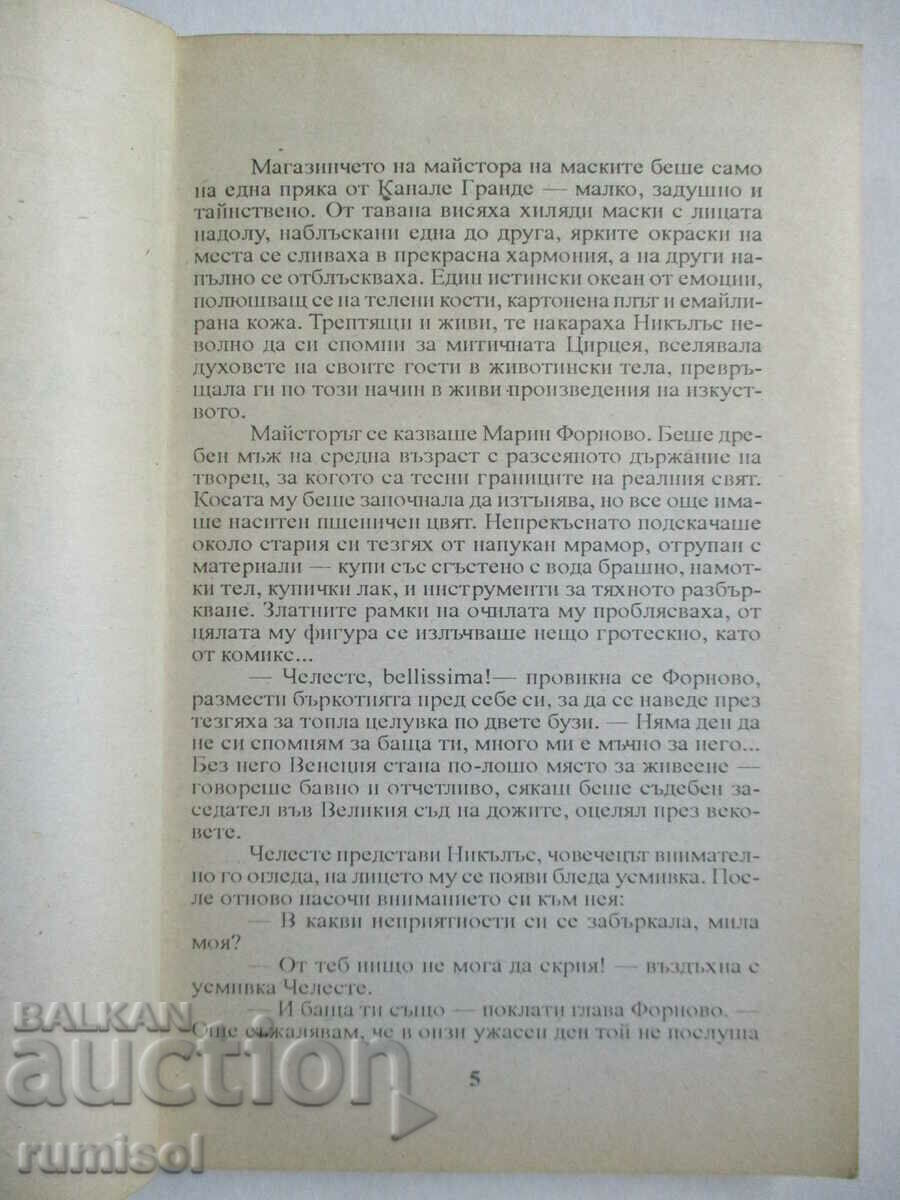 Магазинчето на майстора на маските беше само
на една пряка от Канале Гранде — малко, задушно и
тайнствено. От тавана висяха хиляди маски с лицата
надолу, наблъскани една до друга, ярките окраски на
места се сливаха в прекрасна хармония, а на други на-
пълно се отблъскваха. Един истински океан от емоции,
полюшващ се на телени кости, картонена плът и емайли-
рана кожа. Трептящи и живи, те накараха Никълъс не-
волно да си спомни за митичната Цирцея, вселявала
духовете на своите гости в животински тела, превръ-
щала ги по този начин в живи произведения на изкуст-
вото.
Майсторът се казваше Марин Форново. Беше дре-
бен мъж на средна възраст с разсеяното държание на
творец, за когото са тесни границите на реалния свят.
Косата му беше започнала да изтънява, но все още има-
ше наситен пшеничен цвят. Непрекъснато подскачаше
около стария си тезгях от напукан мрамор, отрупан с
материали — купи със сгъстено с вода брашно, намот-
ки тел, купички лак, и инструменти за тяхното разбър-
кване. Златните рамки на очилата му проблясваха, от
цялата му фигура се излъчваше нещо гротескно, като
от комикс...
— Челесте, bellissima!— провикна се Форново,
размести бъркотията пред себе си, за да се наведе през
тезгяха за топла целувка по двете бузи. — Няма ден да
не си спомням за баща ти, много ми е мъчно за него...
Без него Венеция стана по-лошо място за живеене —
говореше бавно и отчетливо, сякаш беше съдебен за-
седател във Великия съд на дожите, оцелял през веко-
вете.
Челесте представи Никълъс, човечецът внимател-
но го огледа, на лицето му се появи бледа усмивка. Пос-
ле отново насочи вниманието си към нея:
— В какви неприятности си се забъркала, мила
моя?
— От теб нищо не мога да скрия! — въздъхна с
усмивка Челесте.
— И баща ти също — поклати глава Форново. —
Още съжалявам, че в онзи ужасен ден той не послуша
5
BALKAN
auction
rumisol